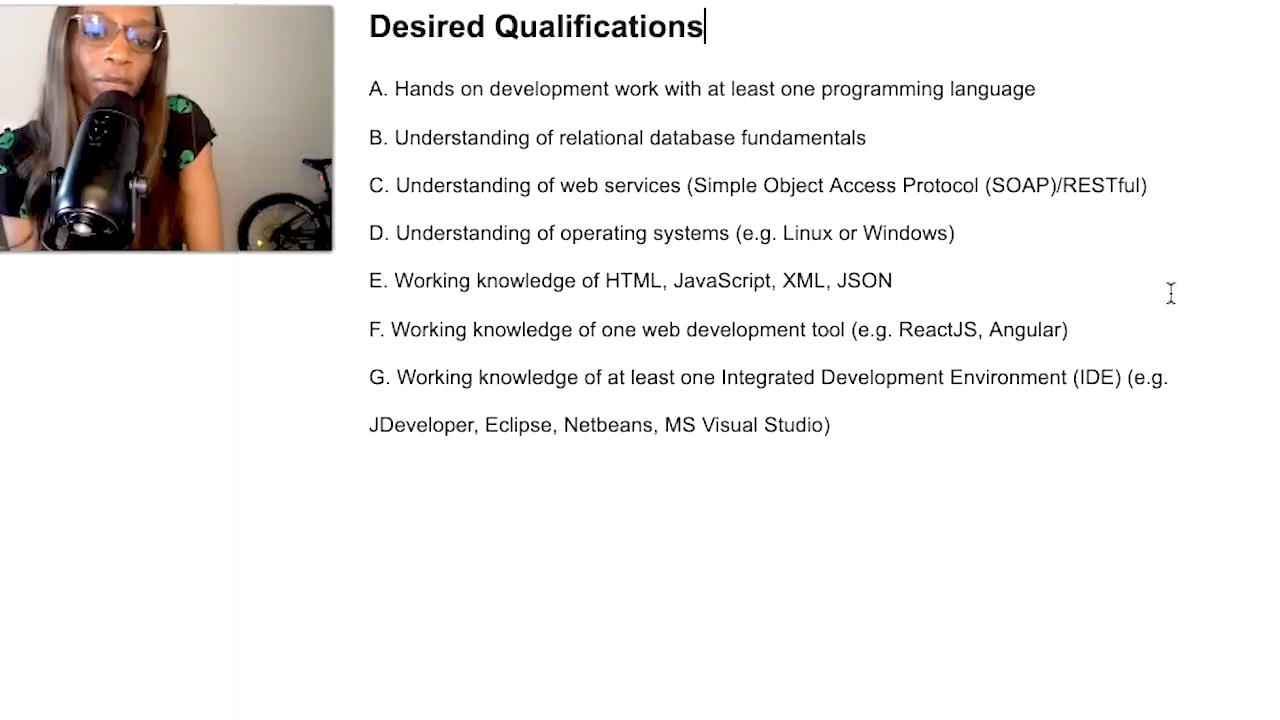 Desired Qualifications
A. Hands on development work with at least one programming language
B. Understanding of relational database fundamentals
C. Understanding of web services (Simple Object Access Protocol (SOAP)/RESTful)
D. Understanding of operating systems (e.g. Linux or Windows)
E. Working knowledge of HTML, JavaScript, XML, JSON
F. Working knowledge of one web development tool (e.g. ReactJS, Angular)
G. Working knowledge of at least one Integrated Development Environment (IDE) (e.g.
JDeveloper, Eclipse, Netbeans, MS Visual Studio)